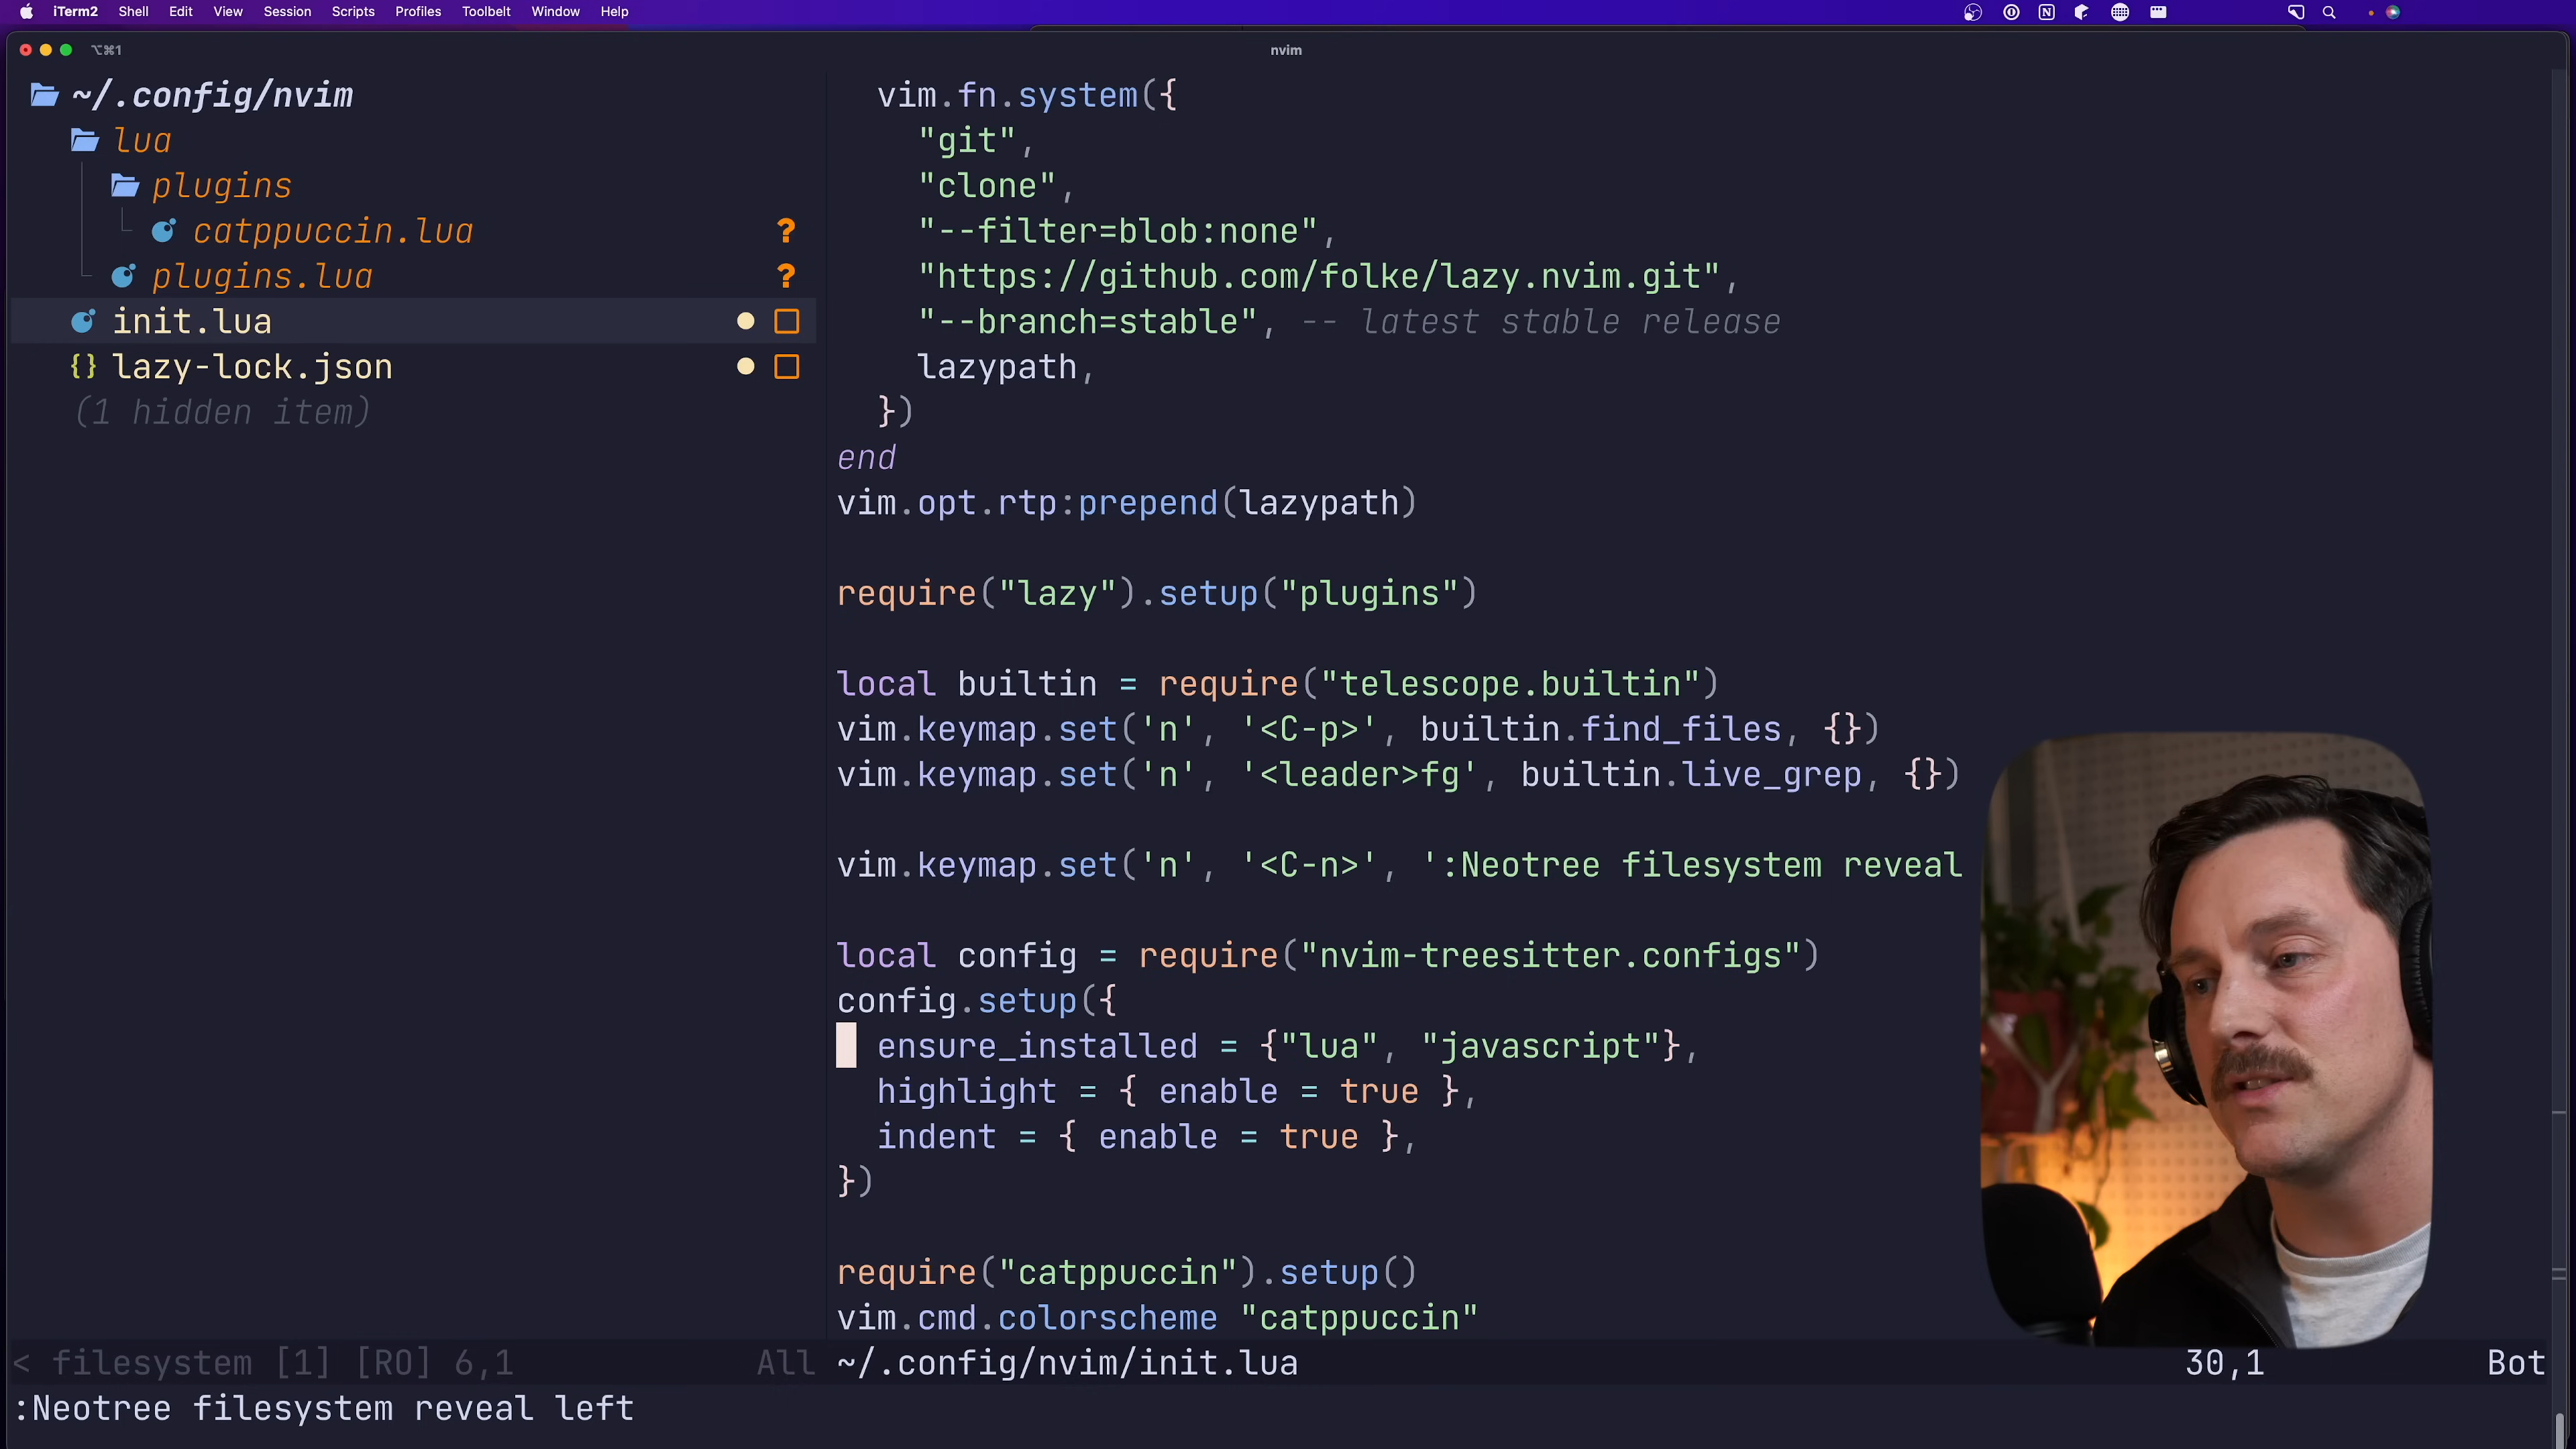 iTerm2 Shell Edit View Session Scripts Profiles Toolbelt Window Help
⌥⌘1 nvim
~/.config/nvim
lua
plugins
catppuccin.lua ?
plugins.lua ?
init.lua
{} lazy-lock.json
(1 hidden item)
vim.fn.system({
"git",
"clone",
"--filter=blob:none",
"https://github.com/folke/lazy.nvim.git",
"--branch=stable", -- latest stable release
lazypath,
})
end
vim.opt.rtp:prepend(lazypath)
require("lazy").setup("plugins")
local builtin = require("telescope.builtin")
vim.keymap.set('n', '<C-p>', builtin.find_files, {})
vim.keymap.set('n', '<leader>fg', builtin.live_grep, {})
vim.keymap.set('n', '<C-n>', ':Neotree filesystem reveal
local config = require("nvim-treesitter.configs")
config.setup({
ensure_installed = {"lua", "javascript"},
highlight = { enable = true },
indent = { enable = true },
})
require("catppuccin").setup()
vim.cmd.colorscheme "catppuccin"
< filesystem [1] [RO] 6,1 All ~/.config/nvim/init.lua 30,1 Bot
:Neotree filesystem reveal left